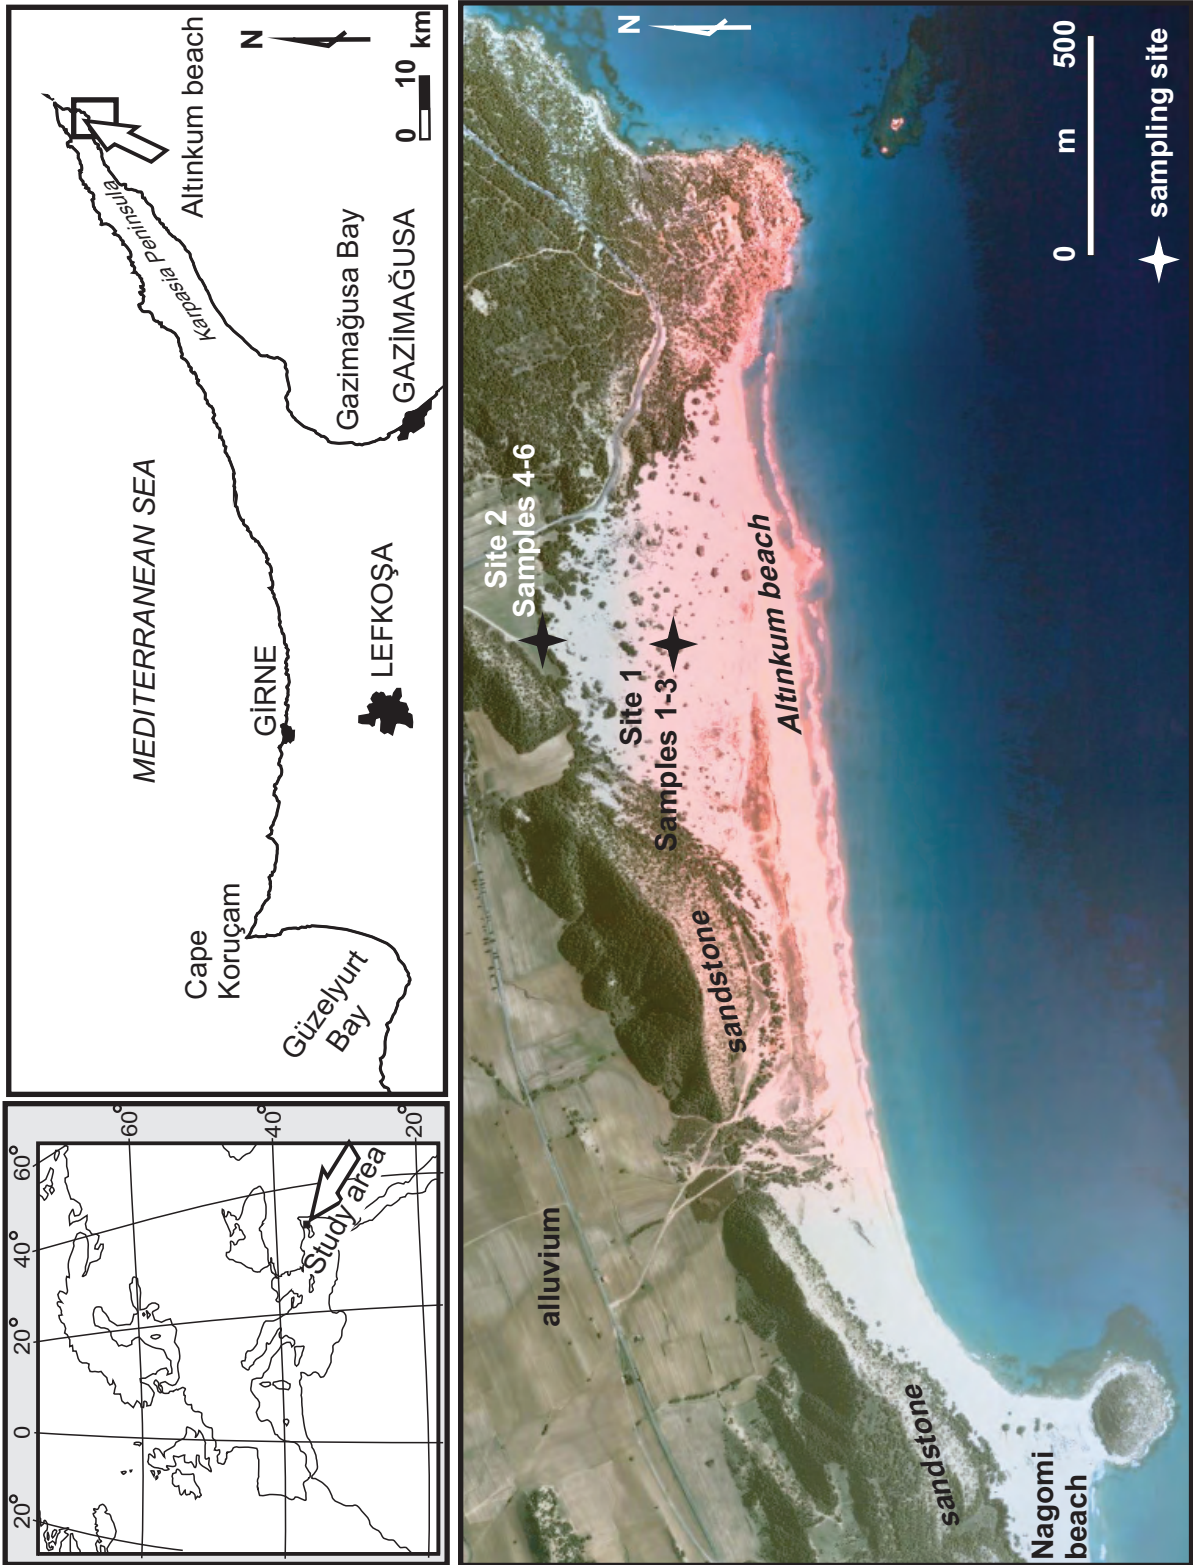 20°
0
20°
40°
60°
60°
40°
20°
Study area
MEDITERRANEAN SEA
Cape
Koruçam
Güzelyurt
Bay
GİRNE
LEFKOŞA
Karpasia Peninsula
Altınkum beach
Gazimağusa Bay
GAZİMAĞUSA
N
0 10 km
N
Site 2
Samples 4-6
Site 1
Samples 1-3
Altınkum beach
sandstone
alluvium
sandstone
Nagomi
beach
0 m 500
sampling site